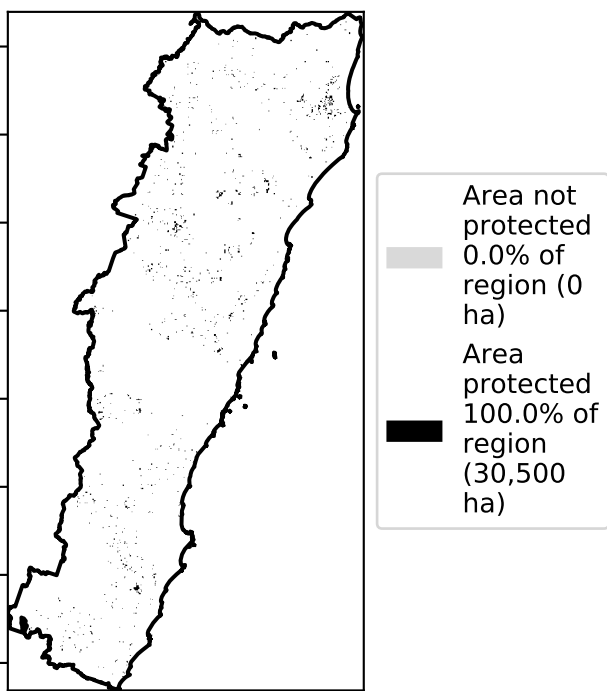 Area not
protected
0.0% of
region (0
ha)
Area
protected
100.0% of
region
(30,500
ha)